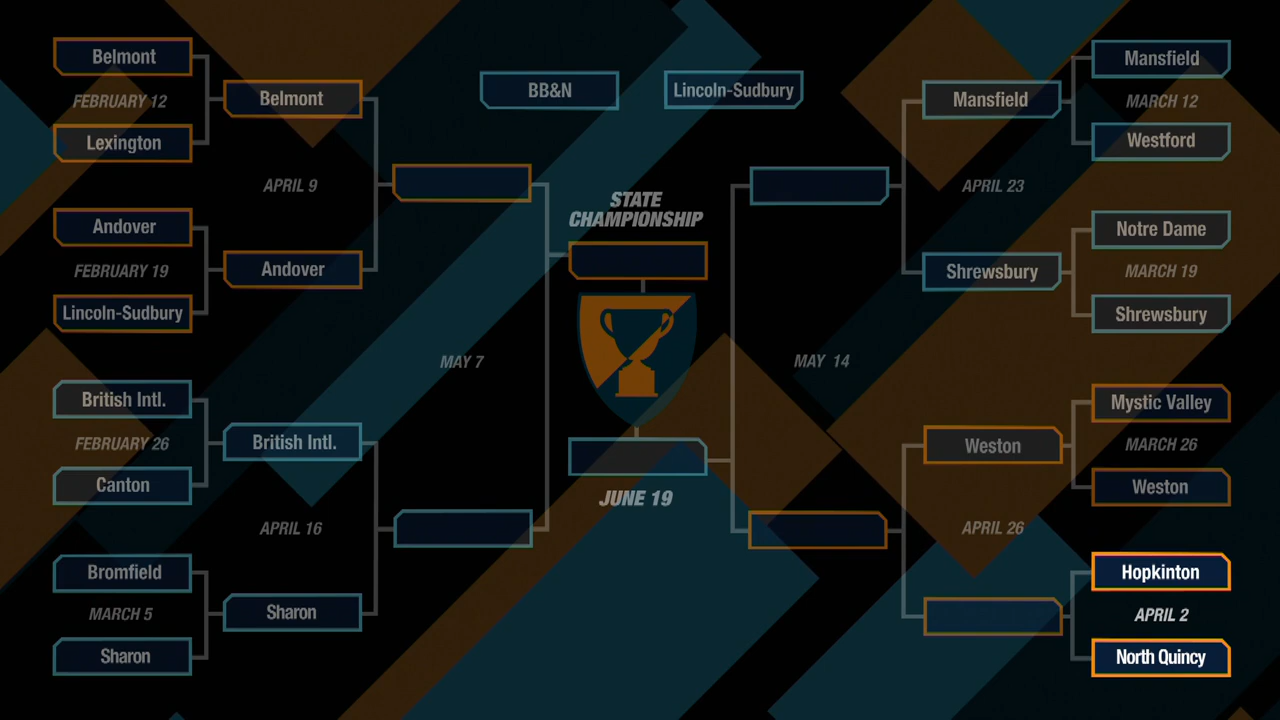 Belmont
FEBRUARY 12
Lexington
Belmont
APRIL 9
Andover
FEBRUARY 19
Lincoln-Sudbury
Andover
British Intl.
FEBRUARY 26
Canton
British Intl.
APRIL 16
Bromfield
MARCH 5
Sharon
Sharon
MAY 7
BB&N
Lincoln-Sudbury
STATE
CHAMPIONSHIP
JUNE 19
MAY 14
Mansfield
APRIL 23
Shrewsbury
Mansfield
MARCH 12
Westford
Notre Dame
MARCH 19
Shrewsbury
Weston
APRIL 26
Mystic Valley
MARCH 26
Weston
Hopkinton
APRIL 2
North Quincy